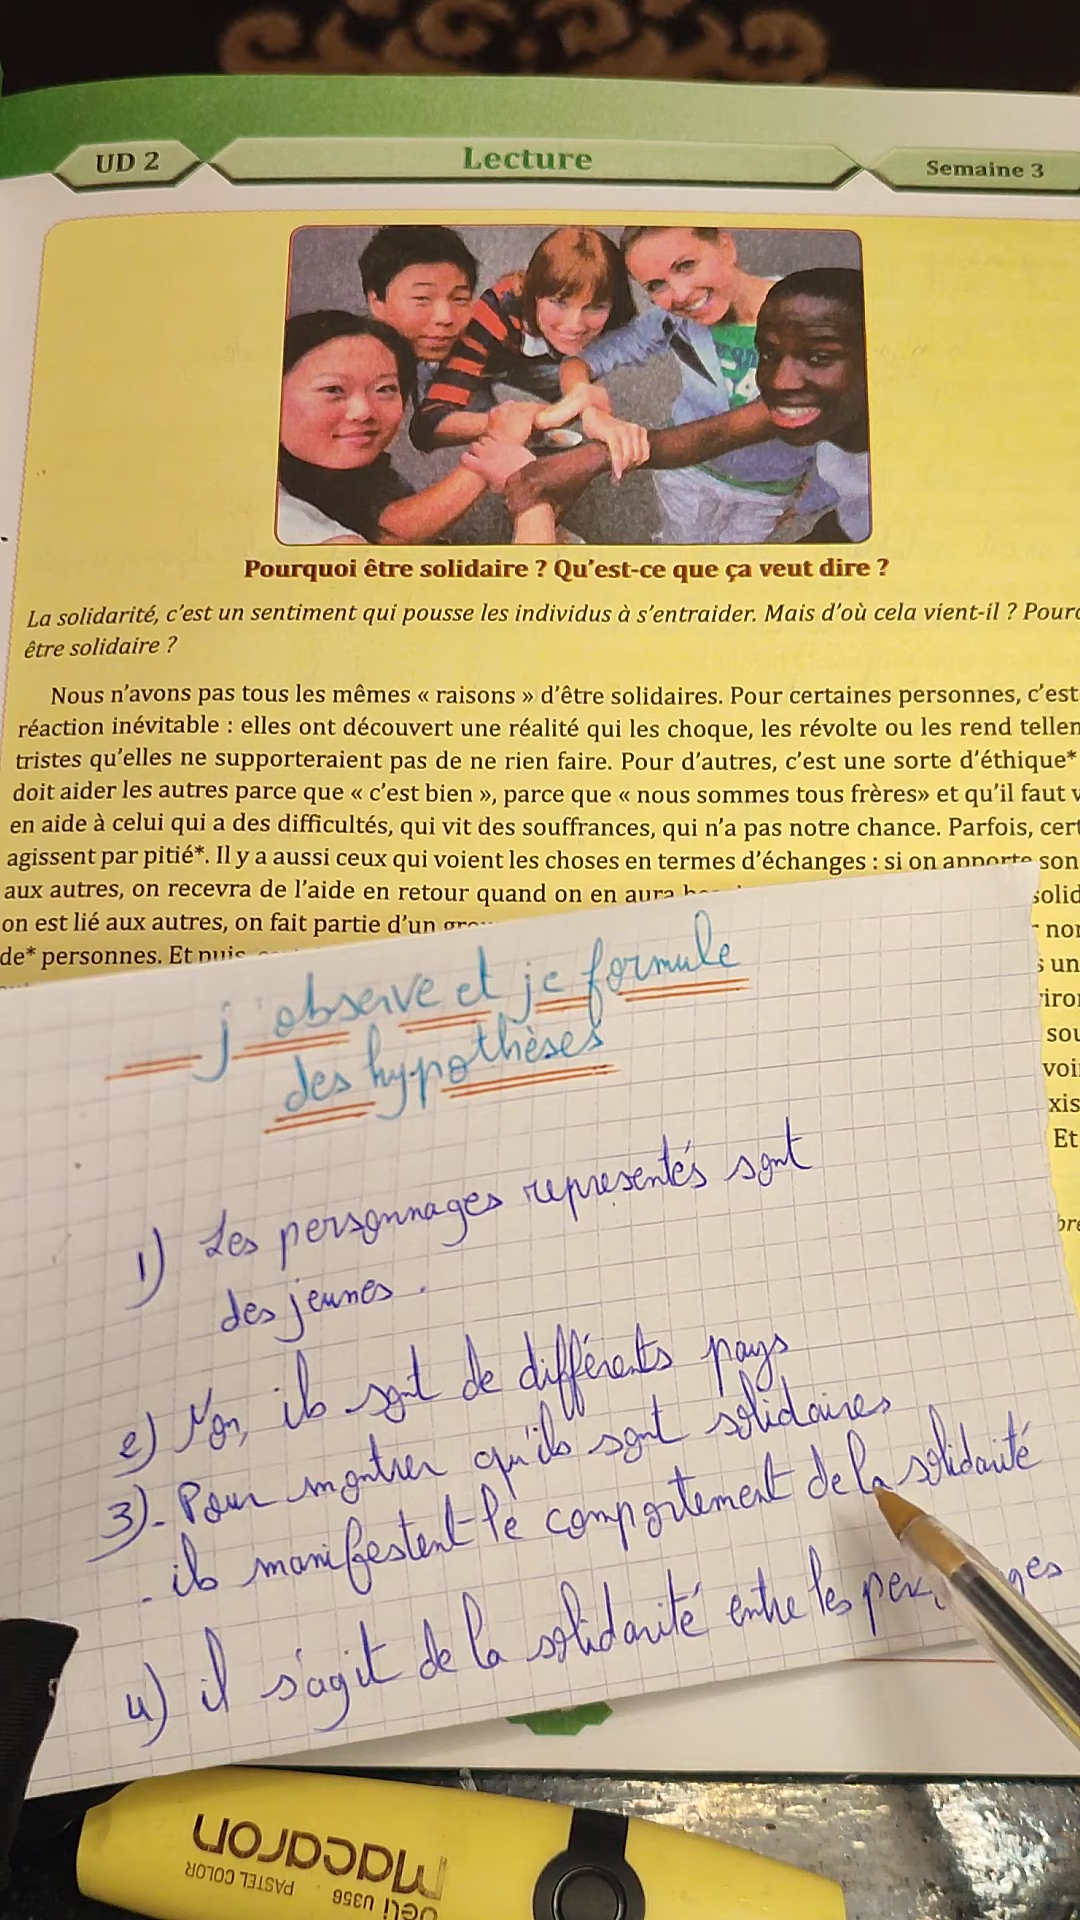 UD 2
Lecture
Semaine 3
Pourquoi être solidaire ? Qu'est-ce que ça veut dire ?
La solidarité, c'est un sentiment qui pousse les individus à s'entraider. Mais d'où cela vient-il ?
être solidaire ?
Nous n'avons pas tous les mêmes « raisons » d'être solidaires. Pour certaines personnes, c'est
réaction inévitable : elles ont découvert une réalité qui les choque, les révolte ou les rend
tristes qu'elles ne supporteraient pas de ne rien faire. Pour d'autres, c'est une sorte d'éthique*
doit aider les autres parce que « c'est bien », parce que « nous sommes tous frères» et qu'il faut
en aide à celui qui a des difficultés, qui vit des souffrances, qui n'a pas notre chance. Parfois,
agissent par pitié*. Il y a aussi ceux qui voient les choses en termes d'échanges : si on apporte son
aux autres, on recevra de l'aide en retour quand on en aura
on est lié aux autres, on fait partie d'un
de* personnes. Et puis
sou
Et
j'observe et je formule
des hypothèses
1) Les personnages representés sont
des jeunes.
2) Non, ils sont de différents pays
3)- Pour montrer qu'ils sont solidaires
- ils manifestent le comportement de la solidarité
4) il s'agit de la solidarité entre les
macaron
PASTEL COLOR
deli U356